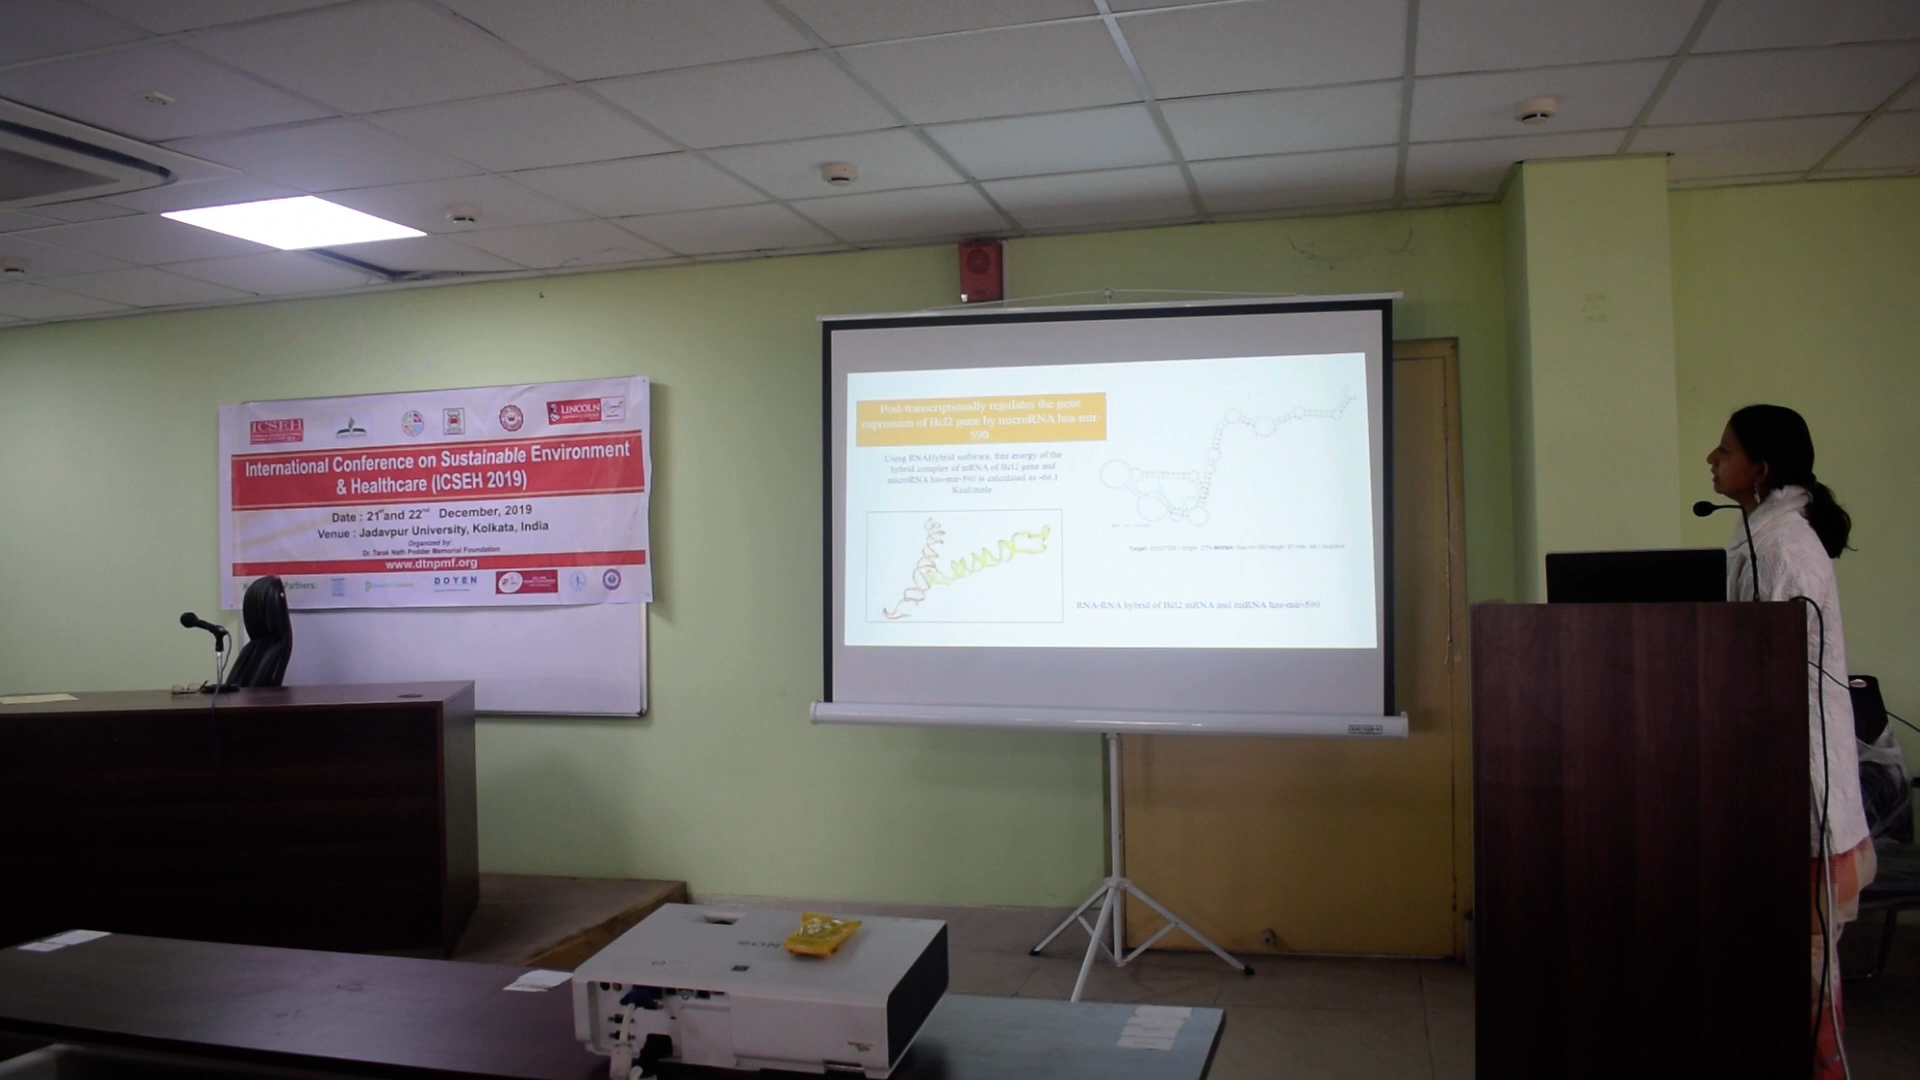 ICSEH
LINCOLN
International Conference on Sustainable Environment
& Healthcare (ICSEH 2019)
Date : 21st and 22nd December, 2019
Venue : Jadavpur University, Kolkata, India
Organized by:
Dr. Tarak Nath Podder Memorial Foundation
www.dtnpmf.org
Partners:
DOYEN
Post-transcriptionally regulates the gene
expression of Bcl2 gene by microRNA hsa-mir-
590
Using RNAHybrid software, free energy of the
hybrid complex of mRNA of Bcl2 gene and
microRNA hsa-mir-590 is calculated as -66.1
Kcal/mole
RNA-RNA hybrid of Bcl2 mRNA and miRNA hsa-mir-590
SONY